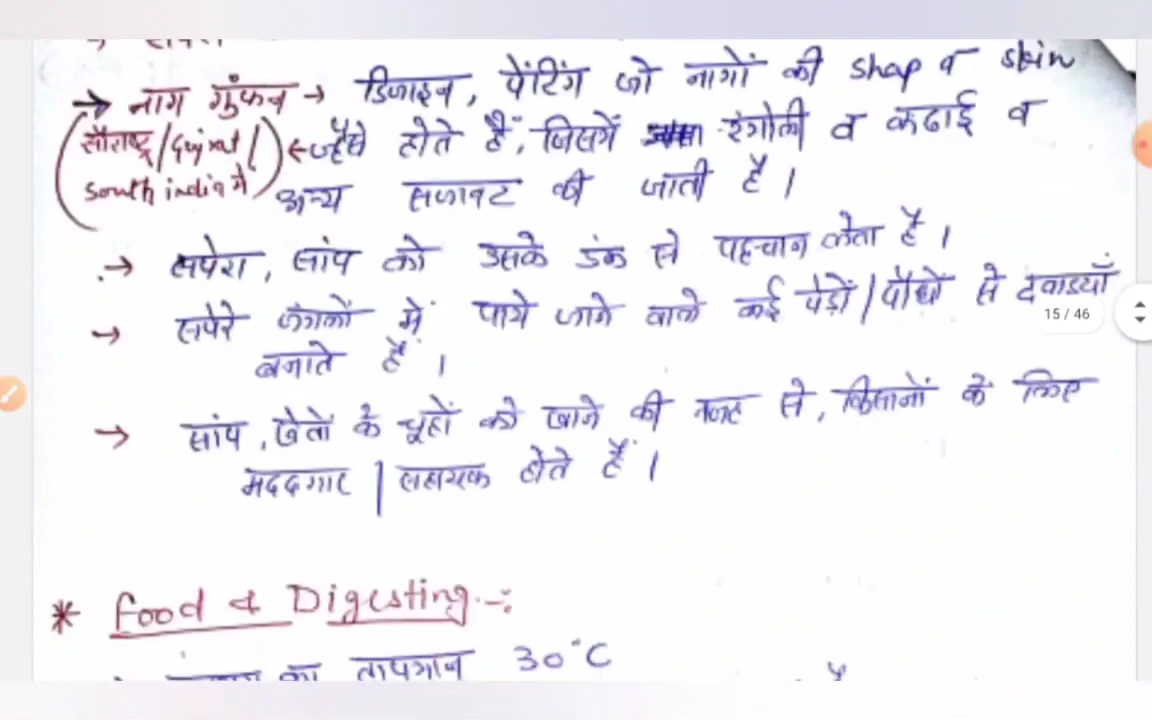 → नाग गुंफन → डिजाइन, पेंटिंग जो नागों की shap व skin
(सौराष्ट्र/Gujrat/ south india में) ← जैसे होते हैं, जिसमें रंगोली व कढाई व
अन्य सजावट की जाती है ।
→ सपेरा, सांप को उसके डंक से पहचान लेता है ।
→ सपेरे जंगलों में पाये जाने वाले कई पेड़ों/पौधों से दवाइयाँ
15 / 46
बनाते हैं ।
→ सांप, खेतों के चूहों को खाने की वजह से, किसानों के लिए
मददगार / सहायक होते हैं ।
* Food & Digesting -:
का तापमान 30°C